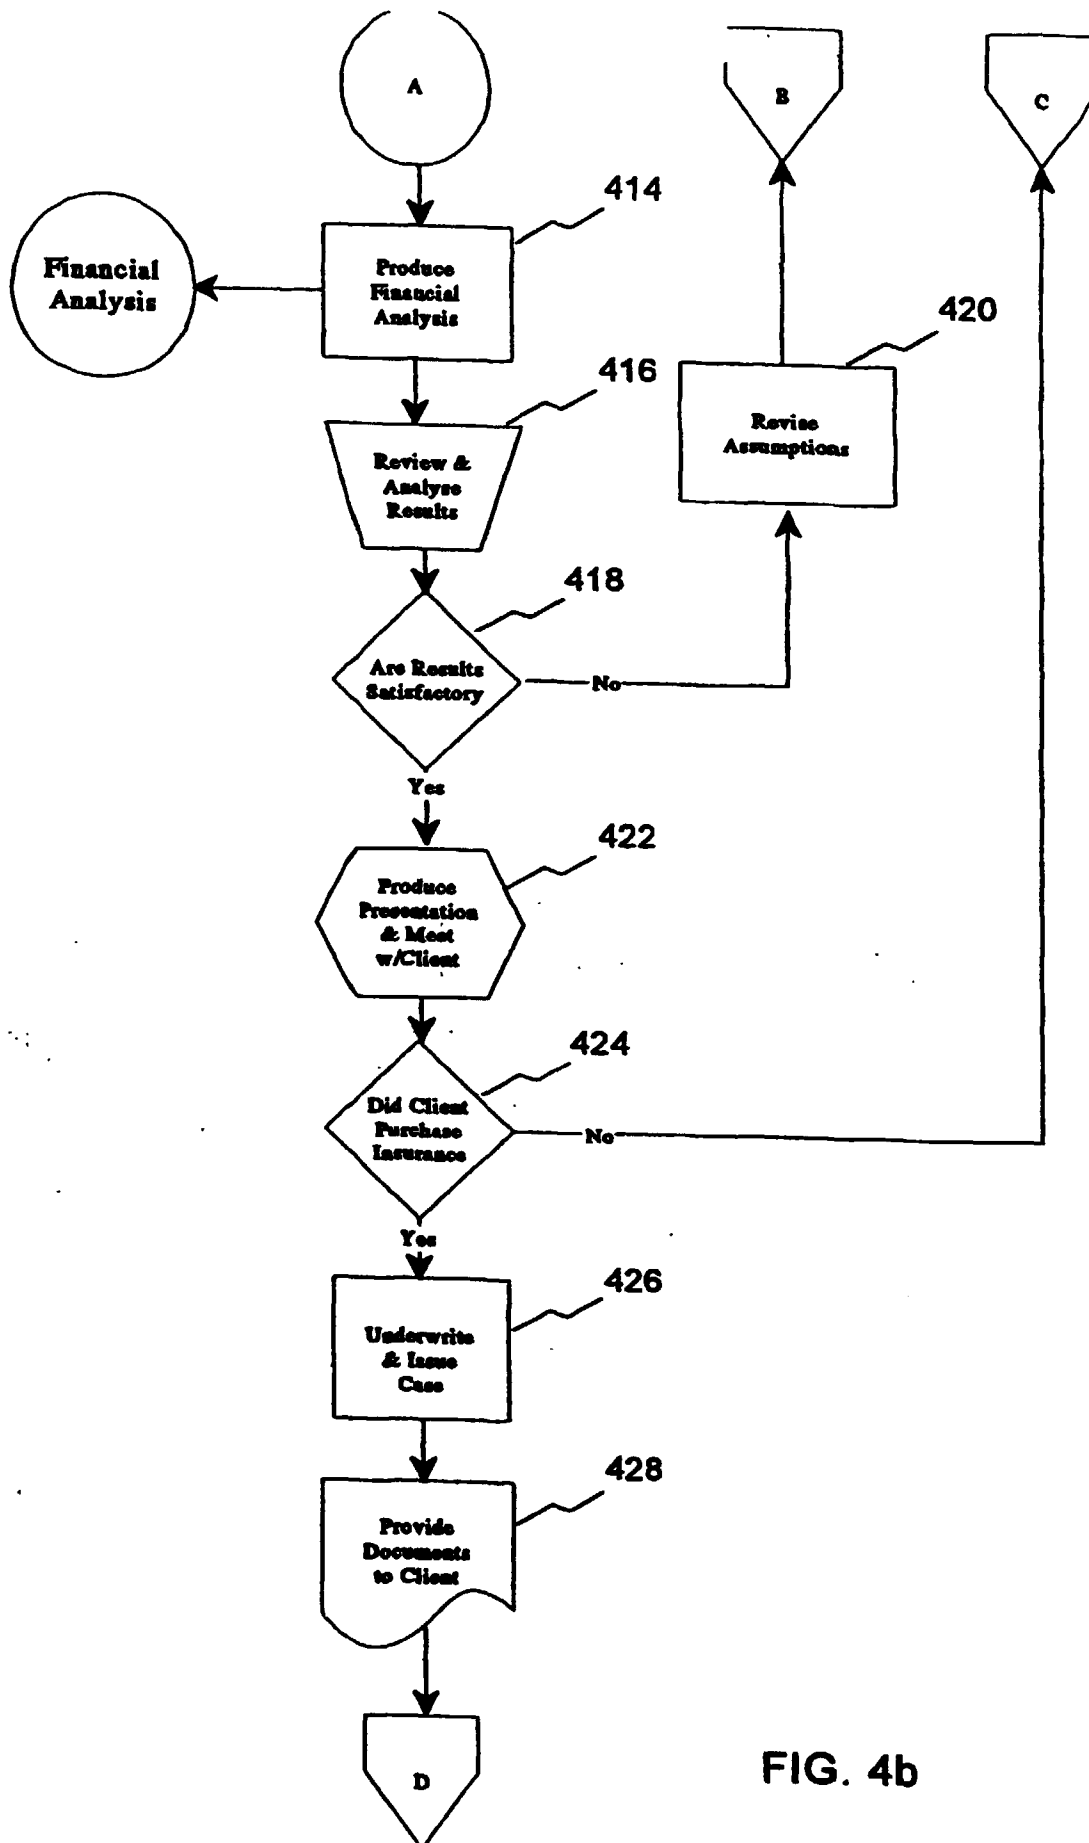 A
B
C
414
Produce
Financial
Analysis
Financial
Analysis
416
Review &
Analyse
Results
420
Revise
Assumptions
418
Are Results
Satisfactory
No
Yes
422
Produce
Presentation
& Meet
w/Client
424
Did Client
Purchase
Insurance
No
Yes
426
Underwrite
& Issue
Case
428
Provide
Documents
to Client
D
FIG. 4b